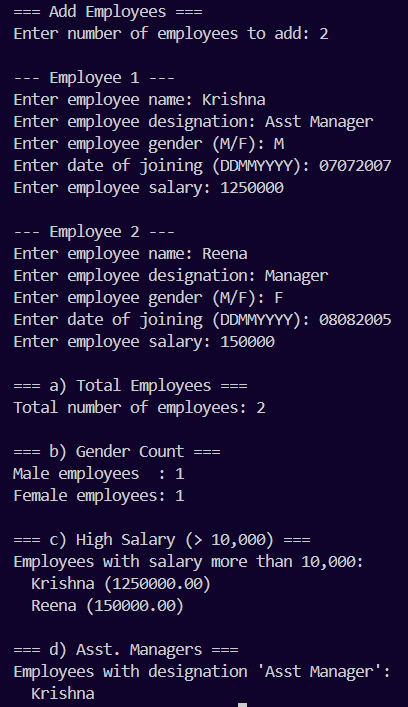 === Add Employees ===
Enter number of employees to add: 2

--- Employee 1 ---
Enter employee name: Krishna
Enter employee designation: Asst Manager
Enter employee gender (M/F): M
Enter date of joining (DDMMYYYY): 07072007
Enter employee salary: 1250000

--- Employee 2 ---
Enter employee name: Reena
Enter employee designation: Manager
Enter employee gender (M/F): F
Enter date of joining (DDMMYYYY): 08082005
Enter employee salary: 150000

=== a) Total Employees ===
Total number of employees: 2

=== b) Gender Count ===
Male employees  : 1
Female employees: 1

=== c) High Salary (> 10,000) ===
Employees with salary more than 10,000:
  Krishna (1250000.00)
  Reena (150000.00)

=== d) Asst. Managers ===
Employees with designation 'Asst Manager':
  Krishna